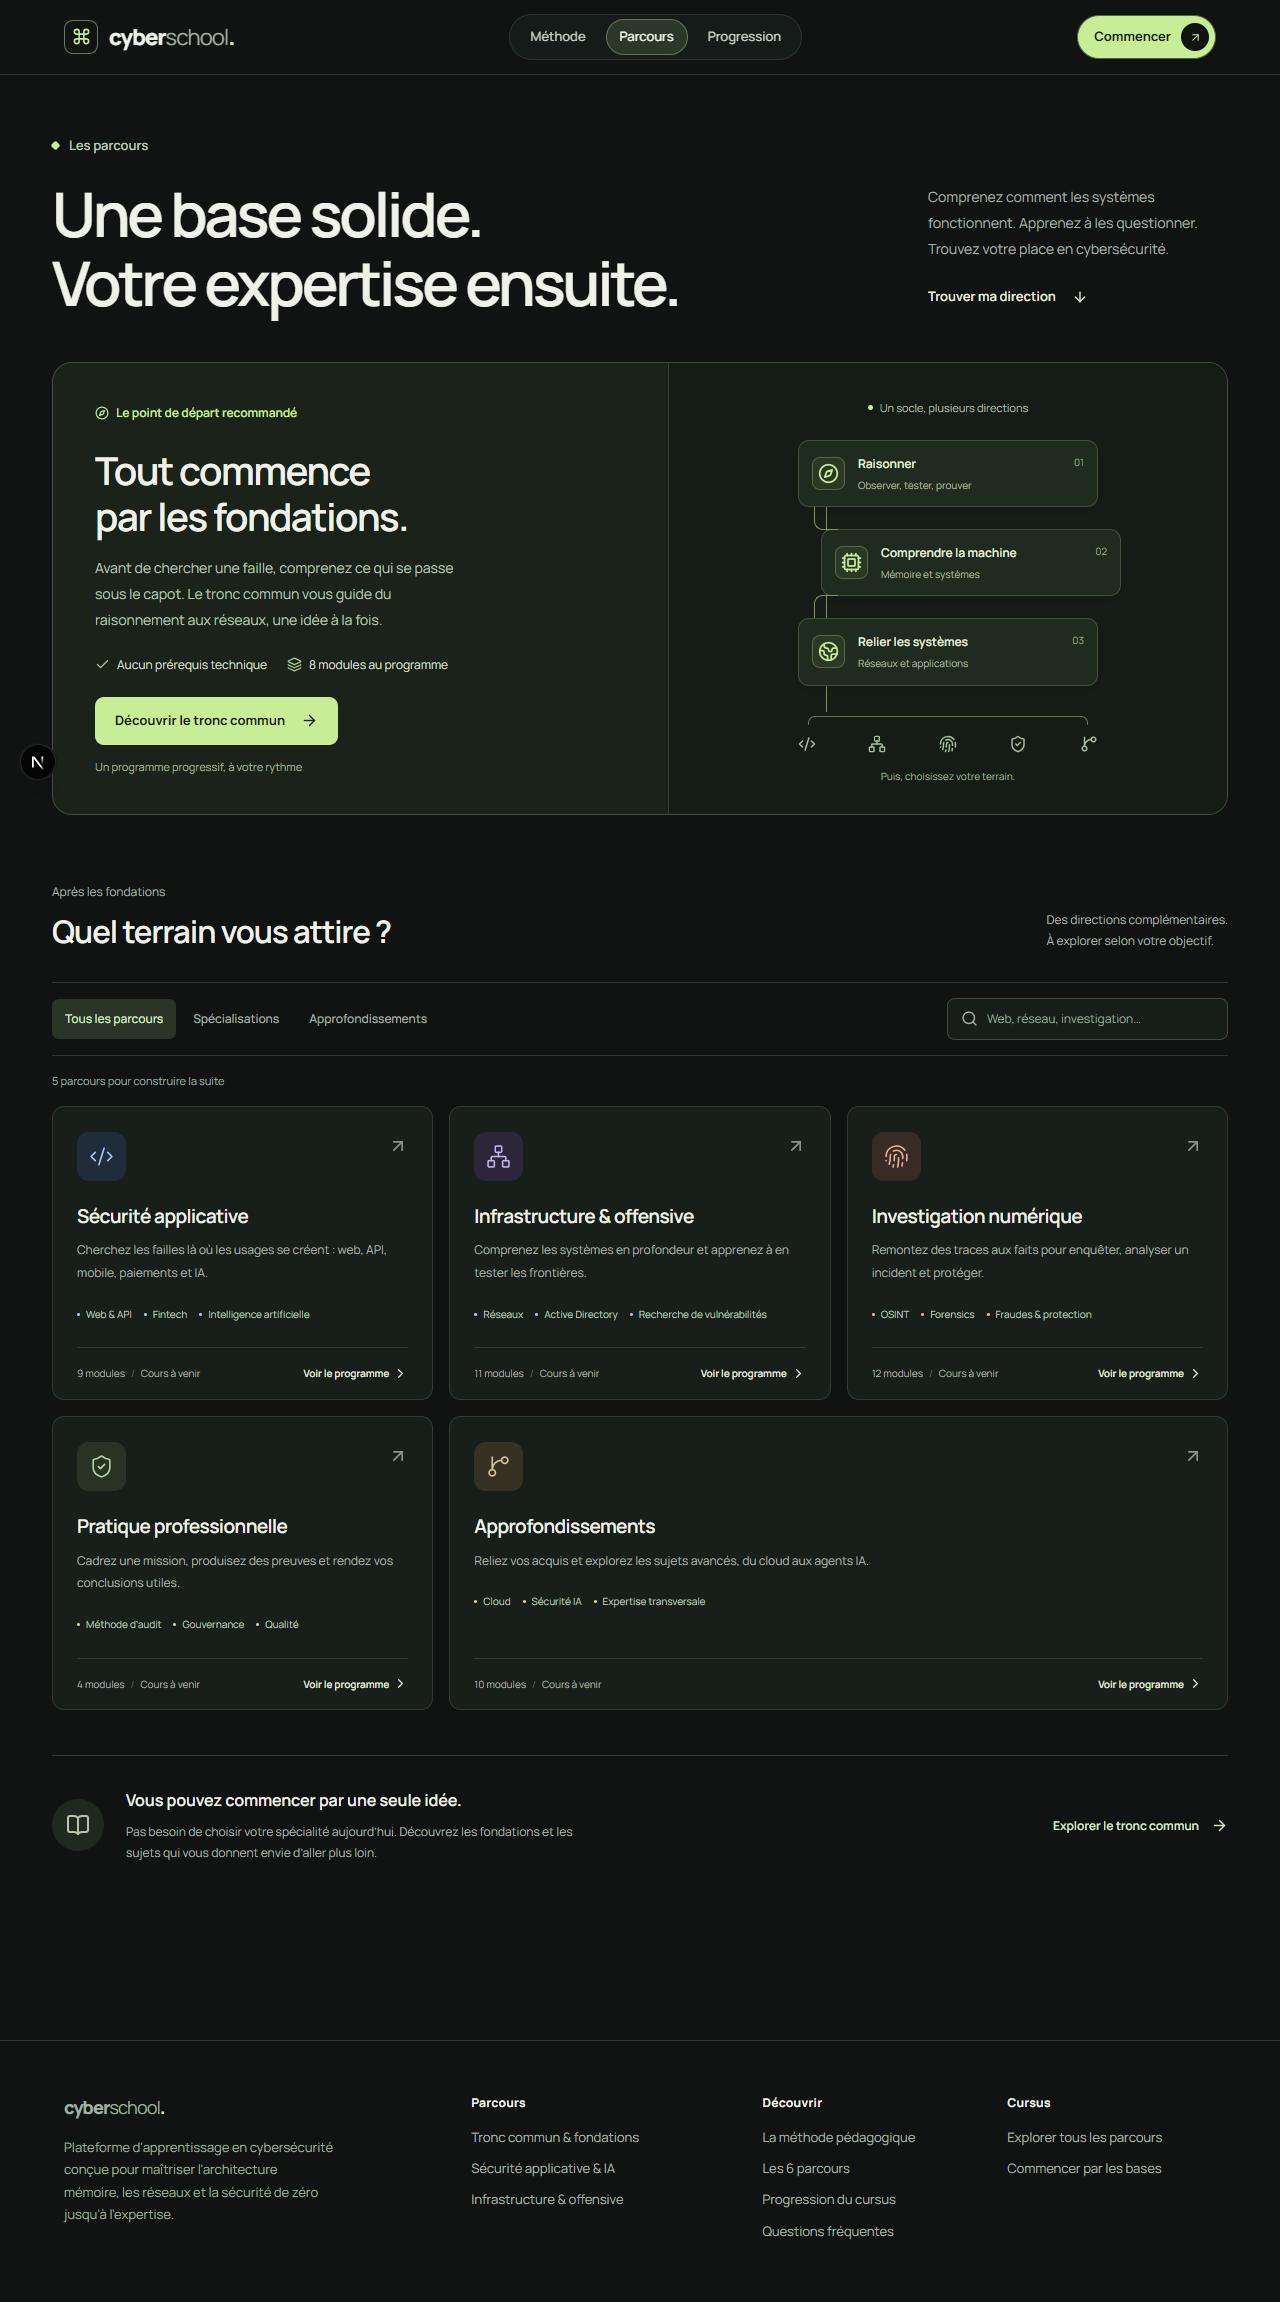 cyberschool.
Méthode
Parcours
Progression
Commencer
Les parcours
Une base solide.
Votre expertise ensuite.
Comprenez comment les systèmes
fonctionnent. Apprenez à les questionner.
Trouvez votre place en cybersécurité.
Trouver ma direction
Le point de départ recommandé
Tout commence
par les fondations.
Avant de chercher une faille, comprenez ce qui se passe
sous le capot. Le tronc commun vous guide du
raisonnement aux réseaux, une idée à la fois.
Aucun prérequis technique
8 modules au programme
Découvrir le tronc commun
Un programme progressif, à votre rythme
N
Un socle, plusieurs directions
Raisonner
01
Observer, tester, prouver
Comprendre la machine
02
Mémoire et systèmes
Relier les systèmes
03
Réseaux et applications
Puis, choisissez votre terrain.
Après les fondations
Quel terrain vous attire ?
Des directions complémentaires.
À explorer selon votre objectif.
Tous les parcours
Spécialisations
Approfondissements
Web, réseau, investigation…
5 parcours pour construire la suite
Sécurité applicative
Cherchez les failles là où les usages se créent : web, API,
mobile, paiements et IA.
• Web & API • Fintech • Intelligence artificielle
9 modules / Cours à venir
Voir le programme
Infrastructure & offensive
Comprenez les systèmes en profondeur et apprenez à en
tester les frontières.
• Réseaux • Active Directory • Recherche de vulnérabilités
11 modules / Cours à venir
Voir le programme
Investigation numérique
Remontez des traces aux faits pour enquêter, analyser un
incident et protéger.
• OSINT • Forensics • Fraudes & protection
12 modules / Cours à venir
Voir le programme
Pratique professionnelle
Cadrez une mission, produisez des preuves et rendez vos
conclusions utiles.
• Méthode d'audit • Gouvernance • Qualité
4 modules / Cours à venir
Voir le programme
Approfondissements
Reliez vos acquis et explorez les sujets avancés, du cloud aux agents IA.
• Cloud • Sécurité IA • Expertise transversale
10 modules / Cours à venir
Voir le programme
Vous pouvez commencer par une seule idée.
Pas besoin de choisir votre spécialité aujourd'hui. Découvrez les fondations et les
sujets qui vous donnent envie d'aller plus loin.
Explorer le tronc commun
cyberschool.
Plateforme d'apprentissage en cybersécurité
conçue pour maîtriser l'architecture
mémoire, les réseaux et la sécurité de zéro
jusqu'à l'expertise.
Parcours
Tronc commun & fondations
Sécurité applicative & IA
Infrastructure & offensive
Découvrir
La méthode pédagogique
Les 6 parcours
Progression du cursus
Questions fréquentes
Cursus
Explorer tous les parcours
Commencer par les bases